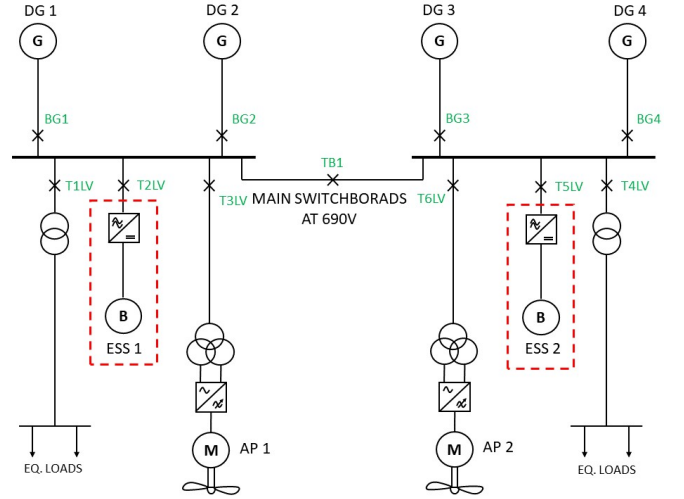 DG 1
DG 2
DG 3
DG 4
G
G
G
G
BG1
BG2
BG3
BG4
TB1
T1LV
T2LV
T3LV
MAIN SWITCHBORADS
AT 690V
T6LV
T5LV
T4LV
B
ESS 1
B
ESS 2
M
AP 1
M
AP 2
EQ. LOADS
EQ. LOADS